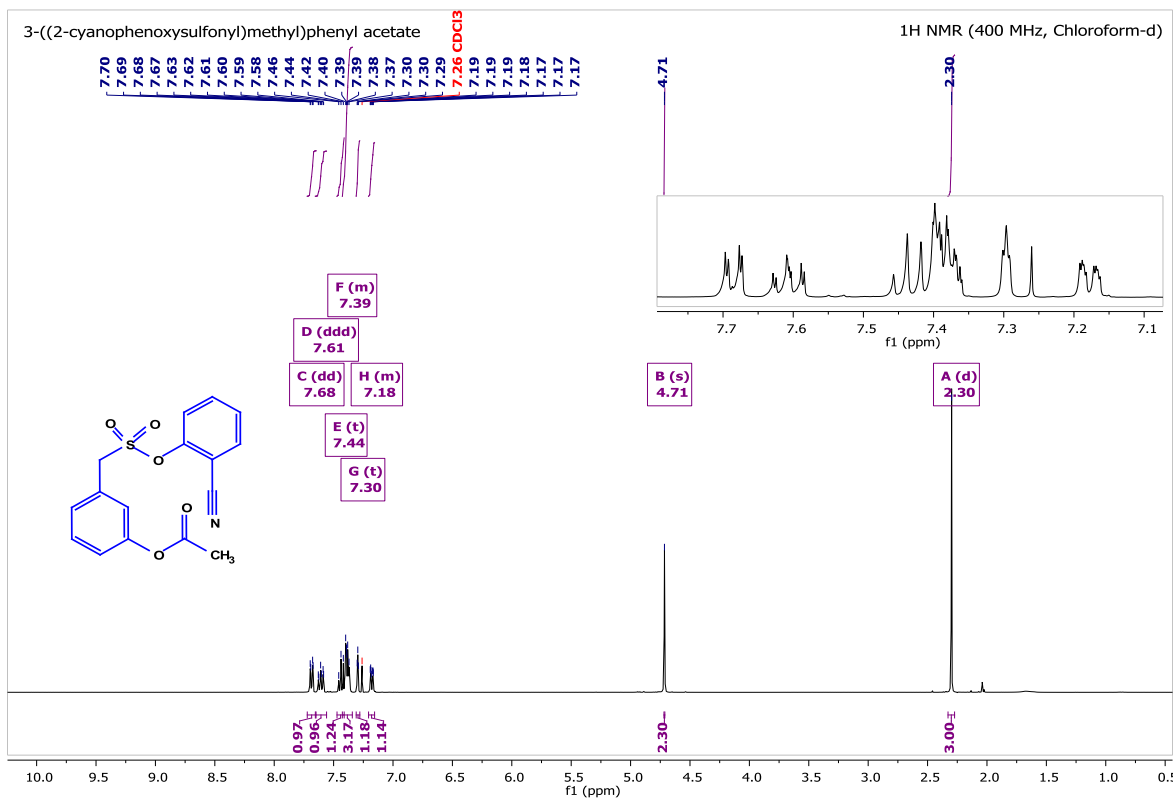 3-((2-cyanophenoxysulfonyl)methyl)phenyl acetate
1H NMR (400 MHz, Chloroform-d)
7.70
7.69
7.68
7.67
7.63
7.62
7.61
7.60
7.59
7.58
7.46
7.44
7.42
7.40
7.39
7.39
7.38
7.37
7.30
7.30
7.29
7.26 CDCl3
7.19
7.19
7.19
7.18
7.17
7.17
7.17
4.71
2.30
7.7 7.6 7.5 7.4 7.3 7.2 7.1
f1 (ppm)
F (m)
7.39
D (ddd)
7.61
C (dd)
7.68
H (m)
7.18
E (t)
7.44
G (t)
7.30
B (s)
4.71
A (d)
2.30
O O
S
O
N
O
O
CH3
0.97
0.96
1.24
3.17
1.18
1.14
2.30
3.00
10.0 9.5 9.0 8.5 8.0 7.5 7.0 6.5 6.0 5.5 5.0 4.5 4.0 3.5 3.0 2.5 2.0 1.5 1.0 0.5
f1 (ppm)